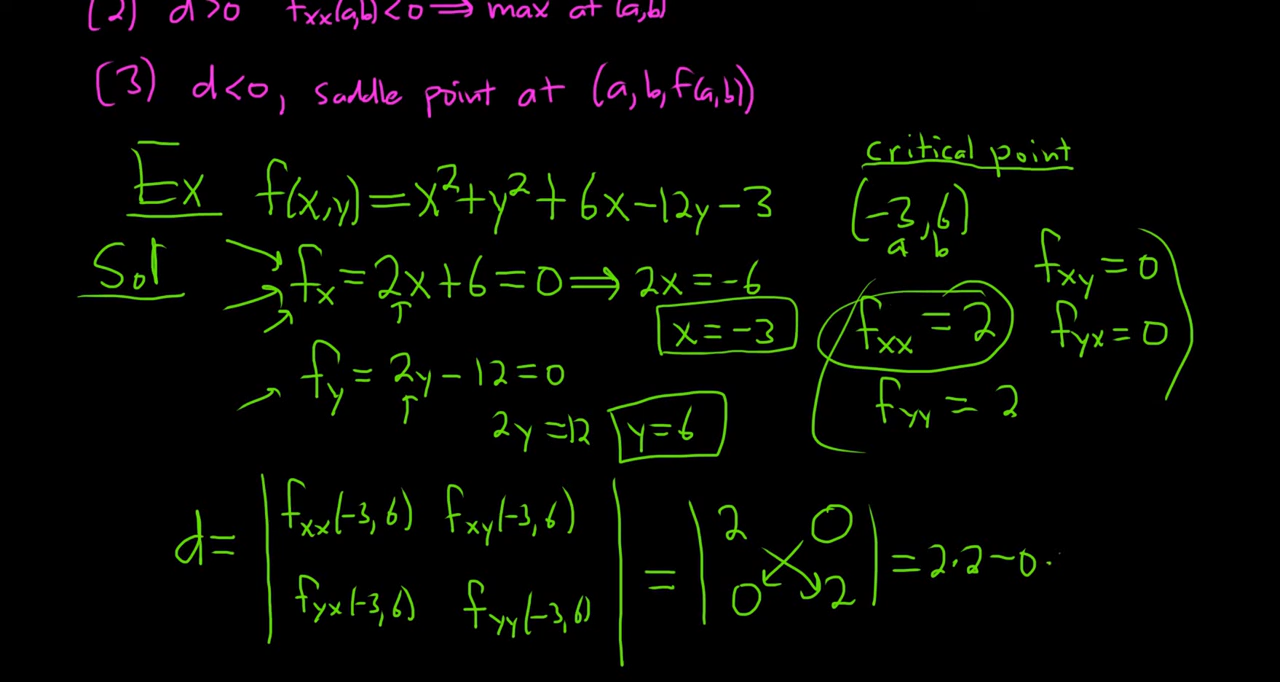 (2) d>0 fxx(a,b)<0 ⟹ max at (a,b)
(3) d<0, saddle point at (a, b, f(a,b))
critical point
Ex f(x,y)=x²+y²+6x-12y-3
(-3,6)
a b
Sol fx=2x+6=0⟹2x=-6
x=-3
fxy=0
fxx=2
fyx=0
fy=2y-12=0
fyy=2
2y=12 y=6
d= |fxx(-3,6) fxy(-3,6)| = |2 0| =2·2-0·
|fyx(-3,6) fyy(-3,6)| |0 2|